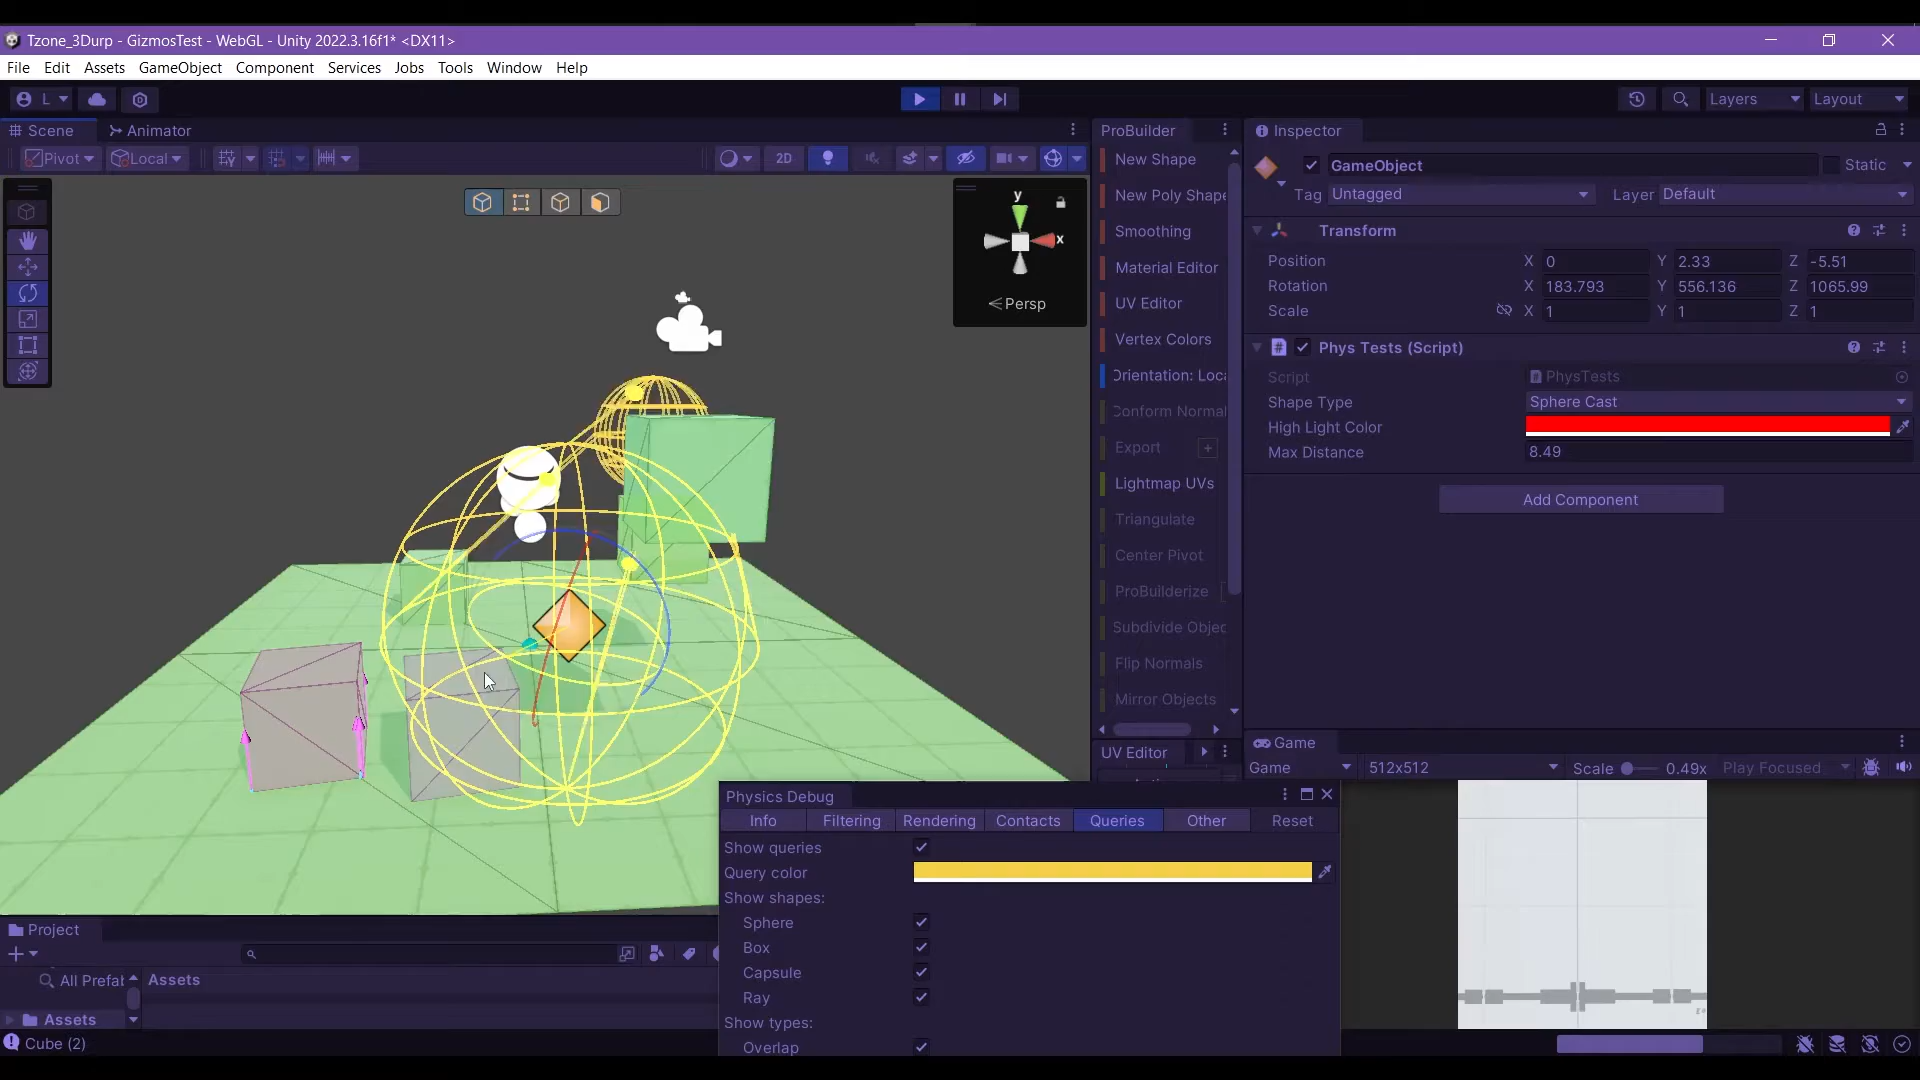 Tzone_3Durp - GizmosTest - WebGL - Unity 2022.3.16f1* <DX11>
File Edit Assets GameObject Component Services Jobs Tools Window Help
L
Layers
Layout
Scene
Animator
Pivot
Local
2D
y
x
Persp
ProBuilder
New Shape
New Poly Shape
Smoothing
Material Editor
UV Editor
Vertex Colors
Orientation: Loca
Conform Normal
Export +
Lightmap UVs
Triangulate
Center Pivot
ProBuilderize
Subdivide Objec
Flip Normals
Mirror Objects
UV Editor
Inspector
GameObject
Static
Tag Untagged Layer Default
Transform
Position X 0 Y 2.33 Z -5.51
Rotation X 183.793 Y 556.136 Z 1065.99
Scale X 1 Y 1 Z 1
Phys Tests (Script)
Script PhysTests
Shape Type Sphere Cast
High Light Color
Max Distance 8.49
Add Component
Game
Game 512x512 Scale 0.49x Play Focused
Physics Debug
Info Filtering Rendering Contacts Queries Other Reset
Show queries
Query color
Show shapes:
Sphere
Box
Capsule
Ray
Show types:
Overlap
Project
All Prefab
Assets
Assets
Cube (2)